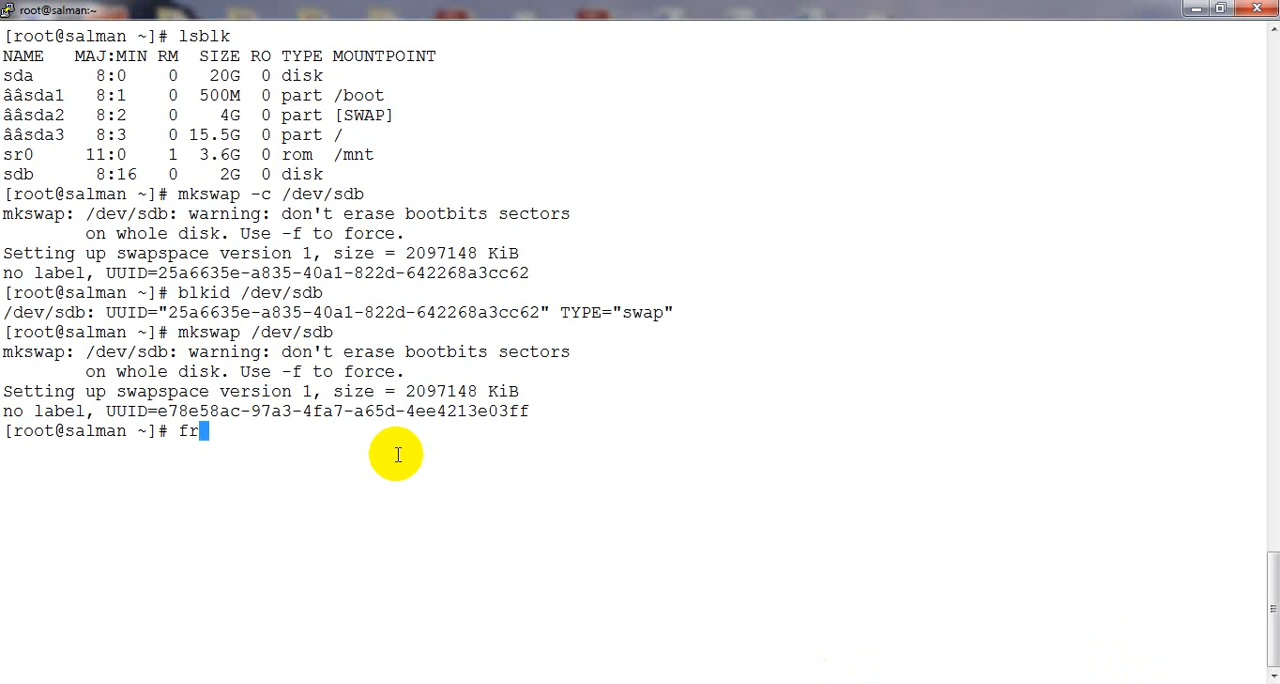 root@salman:~
[root@salman ~]# lsblk
NAME   MAJ:MIN RM  SIZE RO TYPE MOUNTPOINT
sda      8:0    0   20G  0 disk
ââsda1   8:1    0  500M  0 part /boot
ââsda2   8:2    0    4G  0 part [SWAP]
ââsda3   8:3    0 15.5G  0 part /
sr0     11:0    1  3.6G  0 rom  /mnt
sdb      8:16   0    2G  0 disk
[root@salman ~]# mkswap -c /dev/sdb
mkswap: /dev/sdb: warning: don't erase bootbits sectors
        on whole disk. Use -f to force.
Setting up swapspace version 1, size = 2097148 KiB
no label, UUID=25a6635e-a835-40a1-822d-642268a3cc62
[root@salman ~]# blkid /dev/sdb
/dev/sdb: UUID="25a6635e-a835-40a1-822d-642268a3cc62" TYPE="swap"
[root@salman ~]# mkswap /dev/sdb
mkswap: /dev/sdb: warning: don't erase bootbits sectors
        on whole disk. Use -f to force.
Setting up swapspace version 1, size = 2097148 KiB
no label, UUID=e78e58ac-97a3-4fa7-a65d-4ee4213e03ff
[root@salman ~]# fr